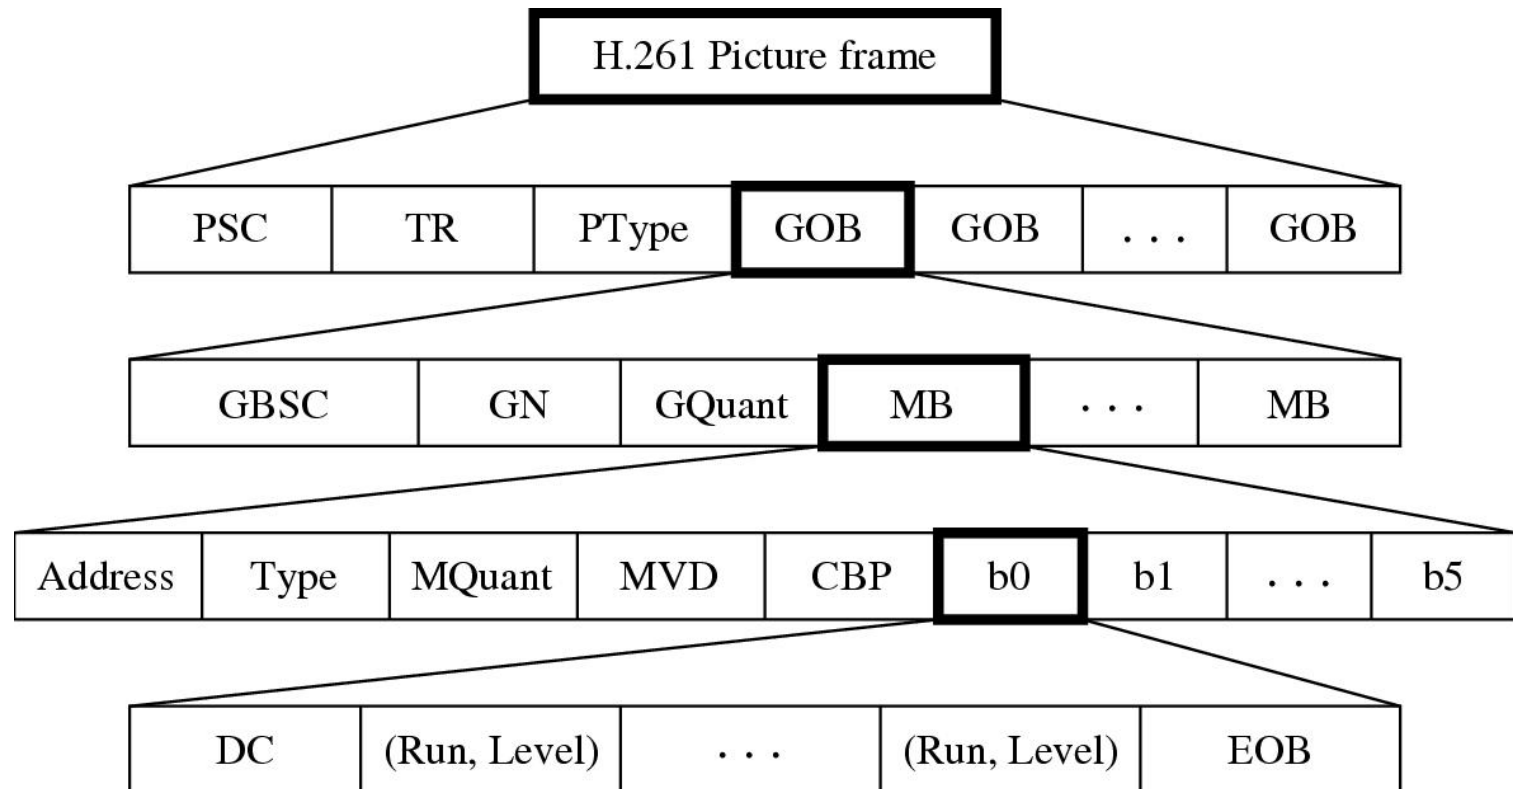 H.261 Picture frame
PSC TR PType GOB GOB . . . GOB
GBSC GN GQuant MB . . . MB
Address Type MQuant MVD CBP b0 b1 . . . b5
DC (Run, Level) . . . (Run, Level) EOB